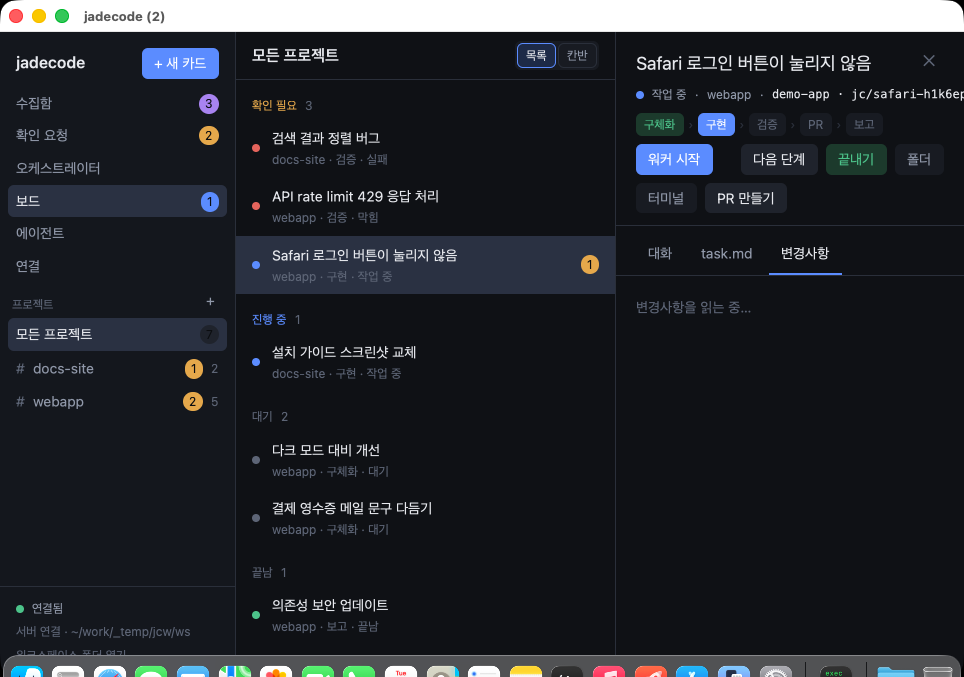 jadecode (2)
jadecode
+ 새 카드
수집함 3
확인 요청 2
오케스트레이터
보드 1
에이전트
연결
프로젝트 +
모든 프로젝트 7
# docs-site 1 2
# webapp 2 5
연결됨
서버 연결 · ~/work/_temp/jcw/ws
워크스페이스 폴더 열기
모든 프로젝트
목록 칸반
확인 필요 3
검색 결과 정렬 버그
docs-site · 검증 · 실패
API rate limit 429 응답 처리
webapp · 검증 · 막힘
Safari 로그인 버튼이 눌리지 않음
webapp · 구현 · 작업 중
1
진행 중 1
설치 가이드 스크린샷 교체
docs-site · 구현 · 작업 중
대기 2
다크 모드 대비 개선
webapp · 구체화 · 대기
결제 영수증 메일 문구 다듬기
webapp · 구체화 · 대기
끝남 1
의존성 보안 업데이트
webapp · 보고 · 끝남
Safari 로그인 버튼이 눌리지 않음
작업 중 · webapp · demo-app · jc/safari-h1k6ep
구체화 › 구현 › 검증 › PR › 보고
워커 시작 다음 단계 끝내기 폴더
터미널 PR 만들기
대화 task.md 변경사항
변경사항을 읽는 중…
Tue
exec